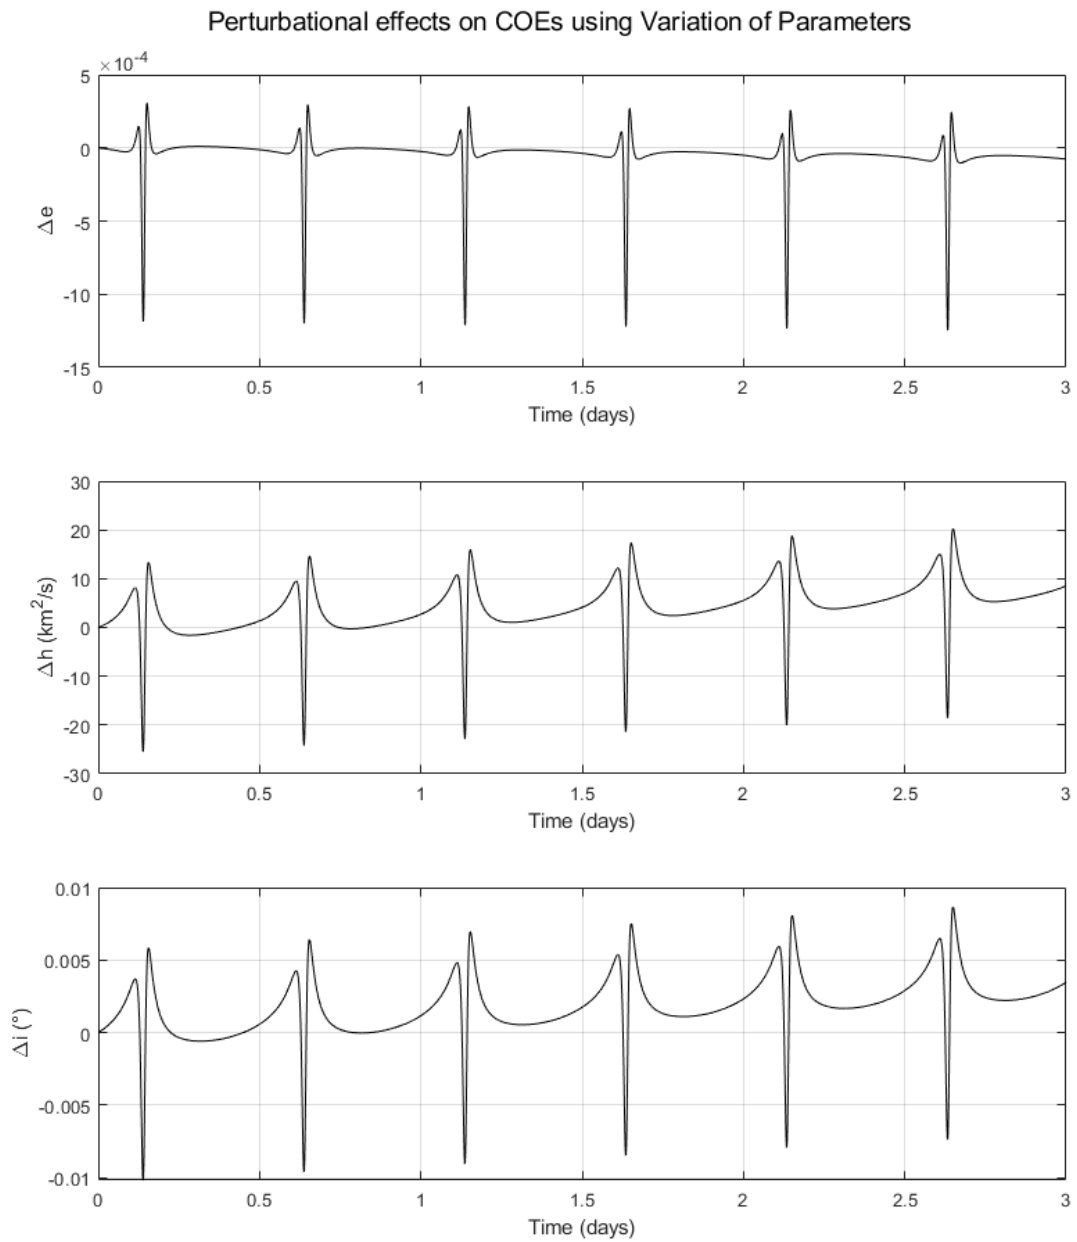 Perturbational effects on COEs using Variation of Parameters
×10⁻⁴
5
0
-5
-10
-15
Δe
0 0.5 1 1.5 2 2.5 3
Time (days)
30
20
10
0
-10
-20
-30
Δh (km²/s)
0 0.5 1 1.5 2 2.5 3
Time (days)
0.01
0.005
0
-0.005
-0.01
Δi (°)
0 0.5 1 1.5 2 2.5 3
Time (days)